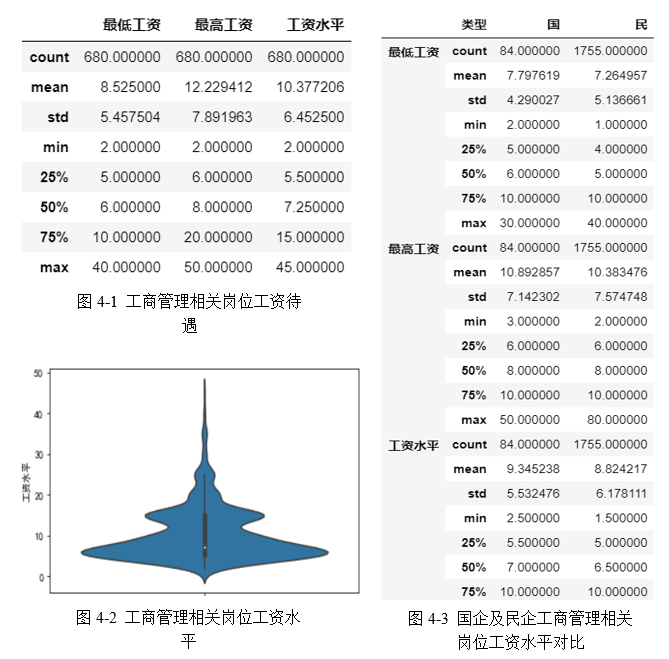 最低工资 最高工资 工资水平
count 680.000000 680.000000 680.000000
mean 8.525000 12.229412 10.377206
std 5.457504 7.891963 6.452500
min 2.000000 2.000000 2.000000
25% 5.000000 6.000000 5.500000
50% 6.000000 8.000000 7.250000
75% 10.000000 20.000000 15.000000
max 40.000000 50.000000 45.000000
图 4-1 工商管理相关岗位工资待
遇
50
40
30
20
10
0
工资水平
图 4-2 工商管理相关岗位工资水
平
类型 国 民
最低工资 count 84.000000 1755.000000
mean 7.797619 7.264957
std 4.290027 5.136661
min 2.000000 1.000000
25% 5.000000 4.000000
50% 6.000000 5.000000
75% 10.000000 10.000000
max 30.000000 40.000000
最高工资 count 84.000000 1755.000000
mean 10.892857 10.383476
std 7.142302 7.574748
min 3.000000 2.000000
25% 6.000000 6.000000
50% 8.000000 8.000000
75% 10.000000 10.000000
max 50.000000 80.000000
工资水平 count 84.000000 1755.000000
mean 9.345238 8.824217
std 5.532476 6.178111
min 2.500000 1.500000
25% 5.500000 5.000000
50% 7.000000 6.500000
75% 10.000000 10.000000
图 4-3 国企及民企工商管理相关
岗位工资水平对比